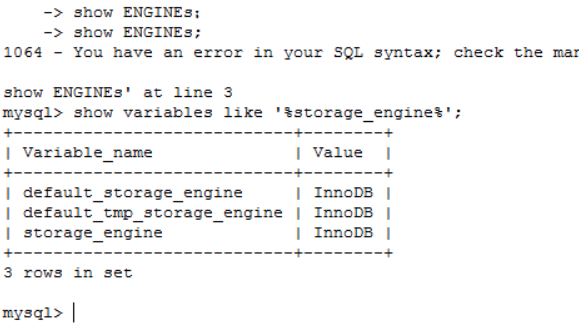 -> show ENGINEs;
-> show ENGINEs;
1064 - You have an error in your SQL syntax; check the mar
show ENGINEs' at line 3
mysql> show variables like '%storage_engine%';
+----------------------------+--------+
| Variable_name | Value |
+----------------------------+--------+
| default_storage_engine | InnoDB |
| default_tmp_storage_engine | InnoDB |
| storage_engine | InnoDB |
+----------------------------+--------+
3 rows in set
mysql> |